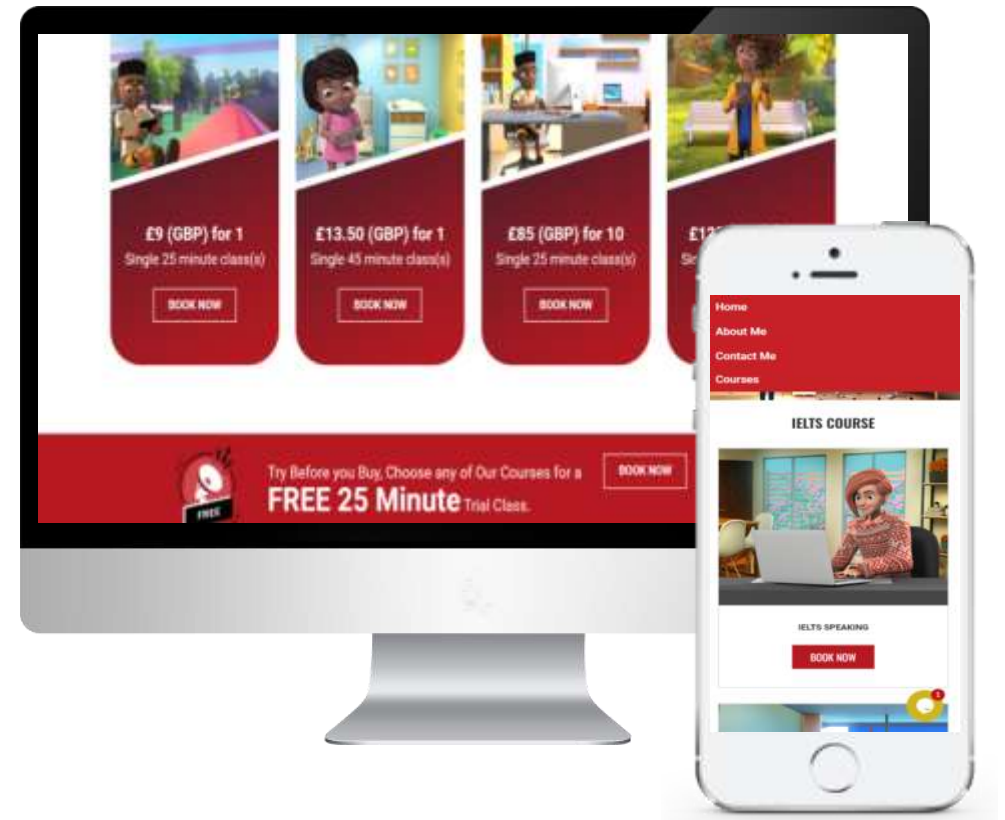 £9 (GBP) for 1
Single 25 minute class(s)
BOOK NOW
£13.50 (GBP) for 1
Single 45 minute class(s)
BOOK NOW
£85 (GBP) for 10
Single 25 minute class(s)
BOOK NOW
Try Before you Buy, Choose any of Our Courses for a
FREE 25 Minute Trial Class.
BOOK NOW
FREE
Home
About Me
Contact Me
Courses
IELTS COURSE
IELTS SPEAKING
BOOK NOW
1